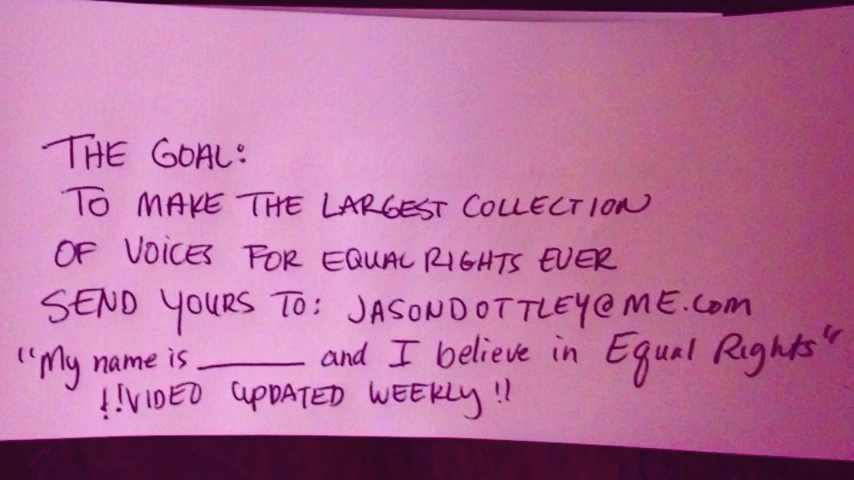 THE GOAL:
TO MAKE THE LARGEST COLLECTION
OF VOICES FOR EQUAL RIGHTS EVER
SEND YOURS TO: JASONDOTTLEY@ME.COM
"My name is ______ and I believe in Equal Rights"
!!VIDEO UPDATED WEEKLY!!